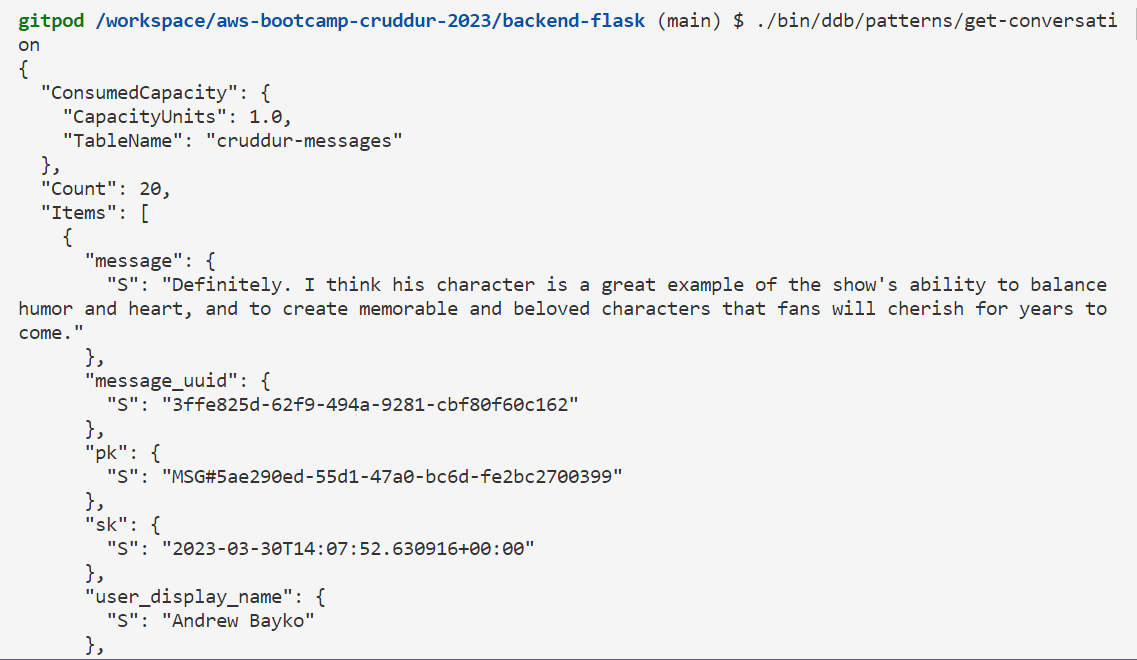 gitpod /workspace/aws-bootcamp-cruddur-2023/backend-flask (main) $ ./bin/ddb/patterns/get-conversati
on
{
  "ConsumedCapacity": {
    "CapacityUnits": 1.0,
    "TableName": "cruddur-messages"
  },
  "Count": 20,
  "Items": [
    {
      "message": {
        "S": "Definitely. I think his character is a great example of the show's ability to balance
humor and heart, and to create memorable and beloved characters that fans will cherish for years to
come."
      },
      "message_uuid": {
        "S": "3ffe825d-62f9-494a-9281-cbf80f60c162"
      },
      "pk": {
        "S": "MSG#5ae290ed-55d1-47a0-bc6d-fe2bc2700399"
      },
      "sk": {
        "S": "2023-03-30T14:07:52.630916+00:00"
      },
      "user_display_name": {
        "S": "Andrew Bayko"
      },